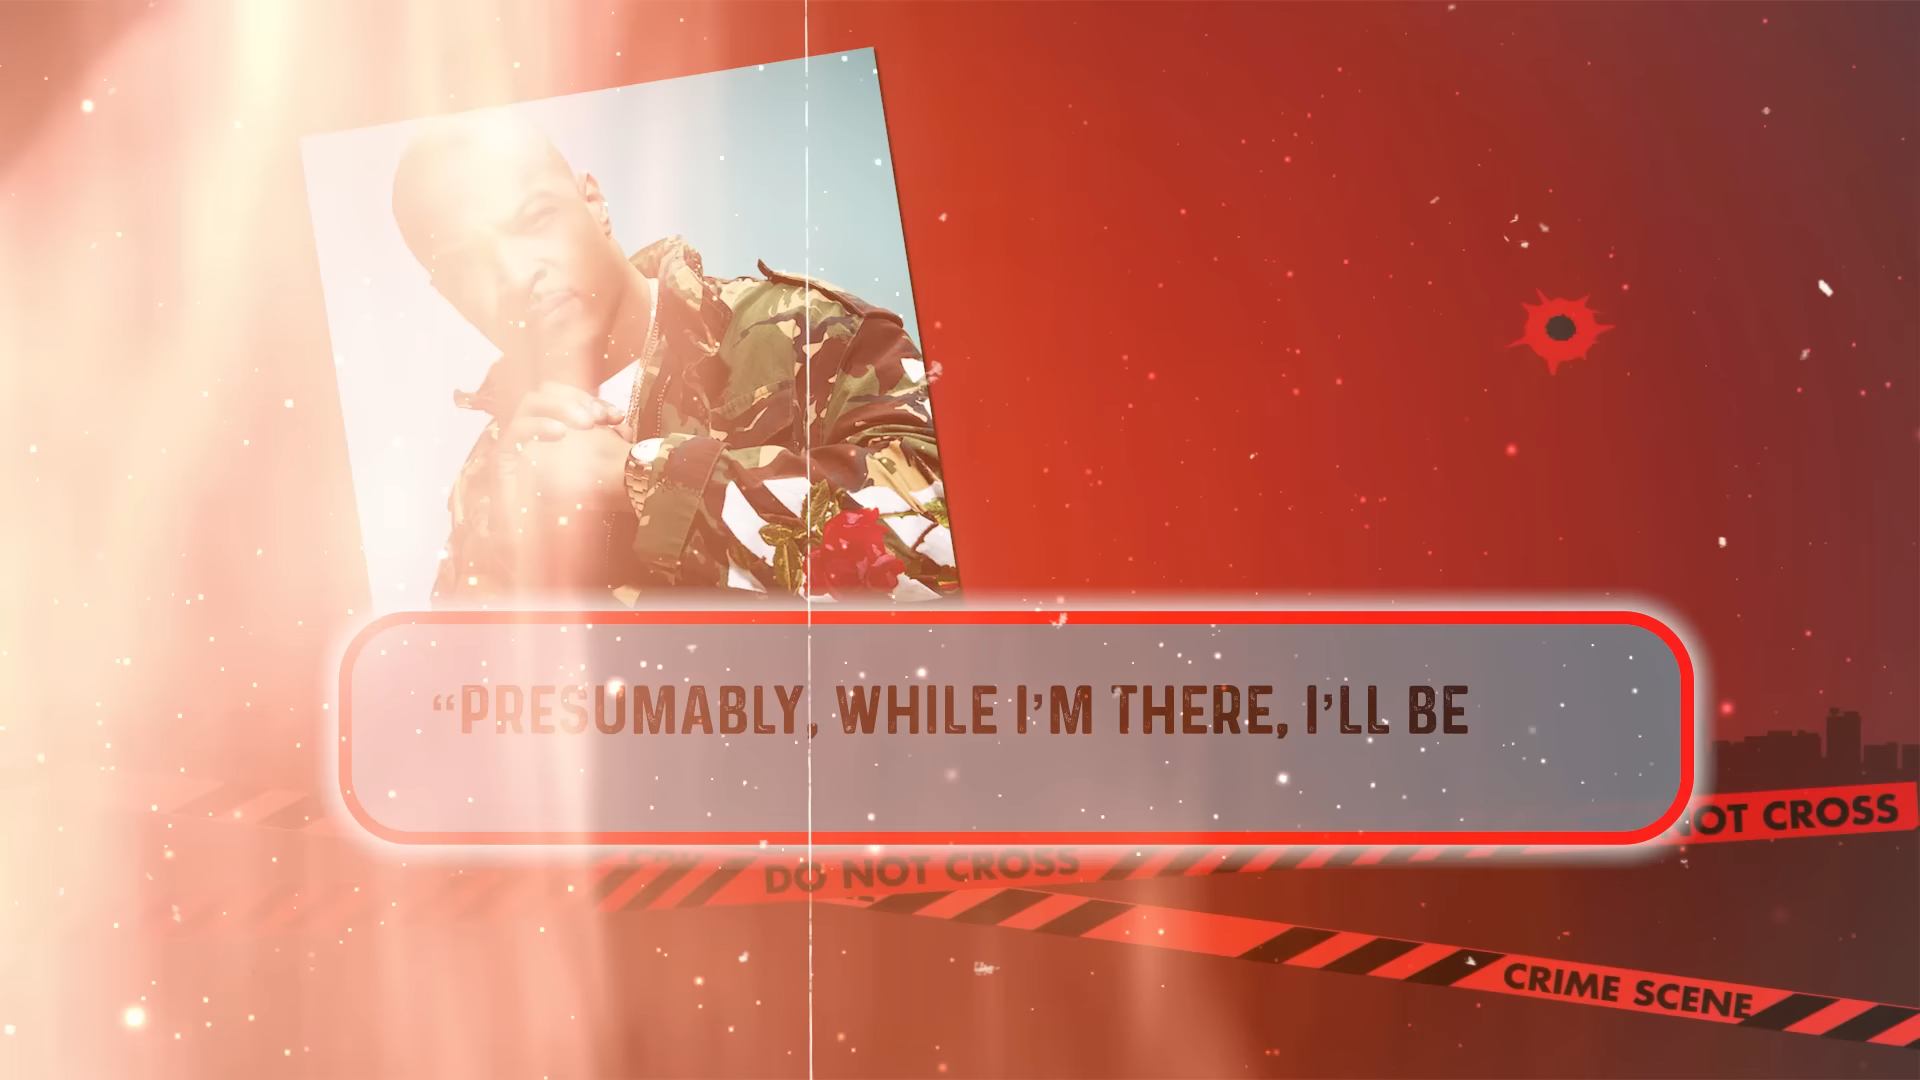 “PRESUMABLY, WHILE I’M THERE, I’LL BE
NOT CROSS
DO NOT CROSS
CRIME SCENE